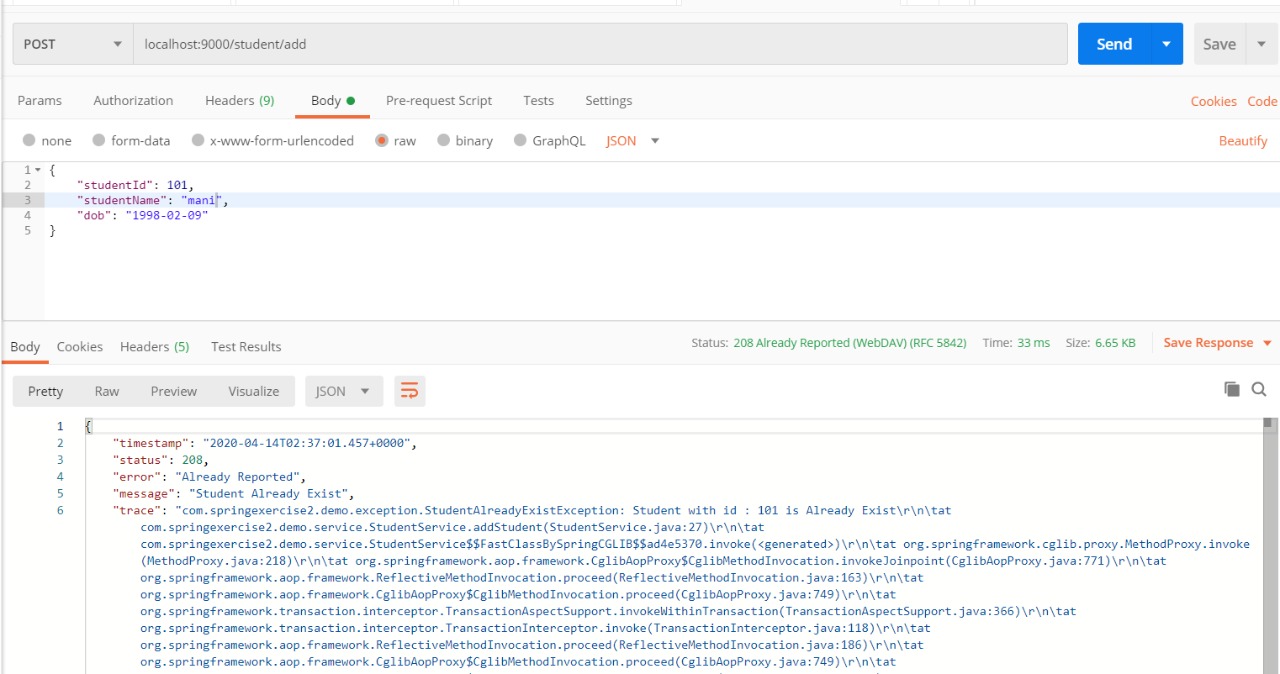 POST localhost:9000/student/add Send Save
Params Authorization Headers (9) Body Pre-request Script Tests Settings Cookies Code
none form-data x-www-form-urlencoded raw binary GraphQL JSON Beautify
1 {
2 "studentId": 101,
3 "studentName": "mani",
4 "dob": "1998-02-09"
5 }
Body Cookies Headers (5) Test Results Status: 208 Already Reported (WebDAV) (RFC 5842) Time: 33 ms Size: 6.65 KB Save Response
Pretty Raw Preview Visualize JSON
1 {
2 "timestamp": "2020-04-14T02:37:01.457+0000",
3 "status": 208,
4 "error": "Already Reported",
5 "message": "Student Already Exist",
6 "trace": "com.springexercise2.demo.exception.StudentAlreadyExistException: Student with id : 101 is Already Exist\r\n\tat
com.springexercise2.demo.service.StudentService.addStudent(StudentService.java:27)\r\n\tat
com.springexercise2.demo.service.StudentService$$FastClassBySpringCGLIB$$ad4e5370.invoke(<generated>)\r\n\tat org.springframework.cglib.proxy.MethodProxy.invoke
(MethodProxy.java:218)\r\n\tat org.springframework.aop.framework.CglibAopProxy$CglibMethodInvocation.invokeJoinpoint(CglibAopProxy.java:771)\r\n\tat
org.springframework.aop.framework.ReflectiveMethodInvocation.proceed(ReflectiveMethodInvocation.java:163)\r\n\tat
org.springframework.aop.framework.CglibAopProxy$CglibMethodInvocation.proceed(CglibAopProxy.java:749)\r\n\tat
org.springframework.transaction.interceptor.TransactionAspectSupport.invokeWithinTransaction(TransactionAspectSupport.java:366)\r\n\tat
org.springframework.transaction.interceptor.TransactionInterceptor.invoke(TransactionInterceptor.java:118)\r\n\tat
org.springframework.aop.framework.ReflectiveMethodInvocation.proceed(ReflectiveMethodInvocation.java:186)\r\n\tat
org.springframework.aop.framework.CglibAopProxy$CglibMethodInvocation.proceed(CglibAopProxy.java:749)\r\n\tat